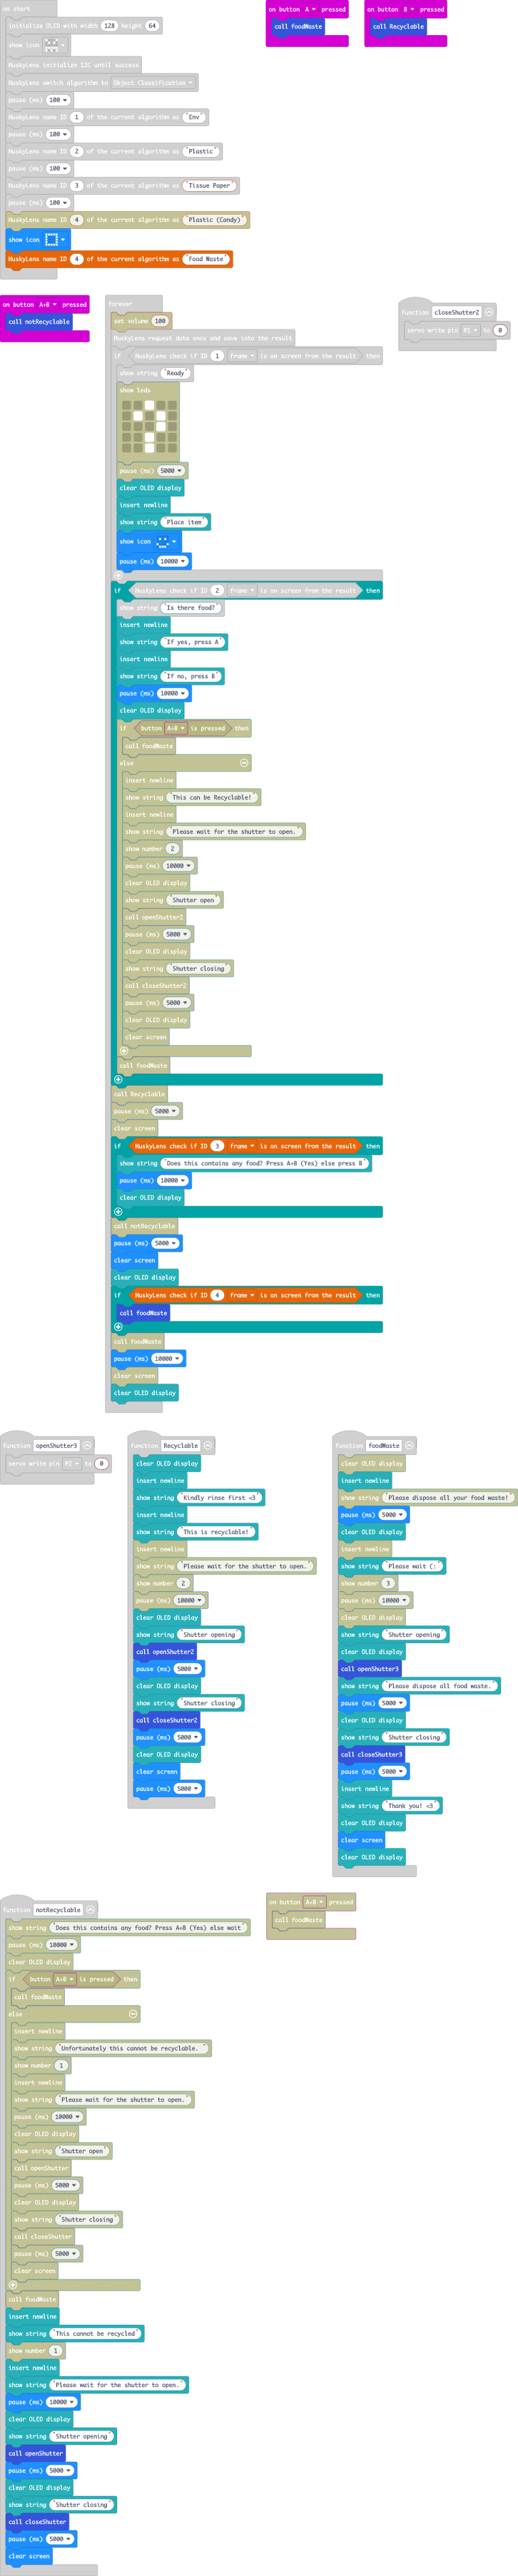 on start
initialize OLED with width 128 height 64
show icon
HuskyLens initialize I2C until success
HuskyLens switch algorithm to Object Classification
pause (ms) 100
HuskyLens name ID 1 of the current algorithm as "Env"
pause (ms) 100
HuskyLens name ID 2 of the current algorithm as "Plastic"
pause (ms) 100
HuskyLens name ID 3 of the current algorithm as "Tissue Paper"
pause (ms) 100
HuskyLens name ID 4 of the current algorithm as "Plastic (Candy)"
show icon
HuskyLens name ID 4 of the current algorithm as "Food Waste"
on button A pressed
call foodWaste
on button B pressed
call Recyclable
on button A+B pressed
call notRecyclable
forever
set volume 100
HuskyLens request data once and save into the result
if HuskyLens check if ID 1 frame is on screen from the result then
show string "Ready"
show leds
pause (ms) 5000
clear OLED display
insert newline
show string "Place item"
show icon
pause (ms) 10000
if HuskyLens check if ID 2 frame is on screen from the result then
show string "Is there food?"
insert newline
show string "If yes, press A"
insert newline
show string "If no, press B"
pause (ms) 10000
clear OLED display
if button A+B is pressed then
call foodWaste
else
insert newline
show string "This can be Recyclable!"
insert newline
show string "Please wait for the shutter to open."
show number 2
pause (ms) 10000
clear OLED display
show string "Shutter open"
call openShutter2
pause (ms) 5000
clear OLED display
show string "Shutter closing"
call closeShutter2
pause (ms) 5000
clear OLED display
clear screen
call foodWaste
call Recyclable
pause (ms) 5000
clear screen
if HuskyLens check if ID 3 frame is on screen from the result then
show string "Does this contains any food? Press A+B (Yes) else press B"
pause (ms) 10000
clear OLED display
call notRecyclable
pause (ms) 5000
clear screen
clear OLED display
if HuskyLens check if ID 4 frame is on screen from the result then
call foodWaste
call foodWaste
pause (ms) 10000
clear screen
clear OLED display
function closeShutter2
servo write pin P1 to 0
function openShutter3
servo write pin P2 to 0
function Recyclable
clear OLED display
insert newline
show string "Kindly rinse first <3"
insert newline
show string "This is recyclable!"
insert newline
show string "Please wait for the shutter to open."
show number 2
pause (ms) 10000
clear OLED display
show string "Shutter opening"
call openShutter2
pause (ms) 5000
clear OLED display
show string "Shutter closing"
call closeShutter2
pause (ms) 5000
clear OLED display
clear screen
pause (ms) 5000
function foodWaste
clear OLED display
insert newline
show string "Please dispose all your food waste!"
pause (ms) 5000
clear OLED display
insert newline
show string "Please wait (:"
show number 3
pause (ms) 10000
clear OLED display
show string "Shutter opening"
clear OLED display
call openShutter3
show string "Please dispose all food waste."
pause (ms) 5000
clear OLED display
show string "Shutter closing"
call closeShutter3
pause (ms) 5000
insert newline
show string "Thank you! <3"
clear OLED display
clear screen
clear OLED display
function notRecyclable
show string "Does this contains any food? Press A+B (Yes) else wait"
pause (ms) 10000
clear OLED display
if button A+B is pressed then
call foodWaste
else
insert newline
show string "Unfortunately this cannot be recyclable."
show number 1
insert newline
show string "Please wait for the shutter to open."
pause (ms) 10000
clear OLED display
show string "Shutter open"
call openShutter
pause (ms) 5000
clear OLED display
show string "Shutter closing"
call closeShutter
pause (ms) 5000
clear screen
call foodWaste
insert newline
show string "This cannot be recycled"
show number 1
insert newline
show string "Please wait for the shutter to open."
pause (ms) 10000
clear OLED display
show string "Shutter opening"
call openShutter
pause (ms) 5000
clear OLED display
show string "Shutter closing"
call closeShutter
pause (ms) 5000
clear screen
on button A+B pressed
call foodWaste